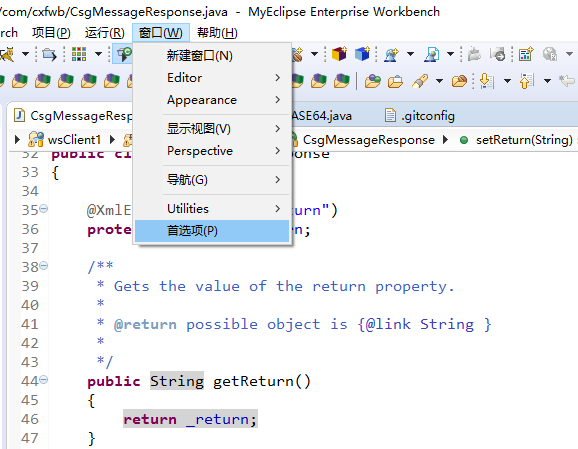 /com/cxfwb/CsgMessageResponse.java - MyEclipse Enterprise Workbench
rch 项目(P) 运行(R) 窗口(W) 帮助(H)
新建窗口(N)
Editor
Appearance
显示视图(V)
Perspective
导航(G)
Utilities
首选项(P)
CsgMessageRespo ASE64.java .gitconfig
wsClient1 CsgMessageResponse setReturn(String)
32 public cl onse
33 {
34
35 @XmlE urn")
36 prote rn;
37
38 /**
39 * Gets the value of the return property.
40 *
41 * @return possible object is {@link String }
42 *
43 */
44 public String getReturn()
45 {
46 return _return;
47 }